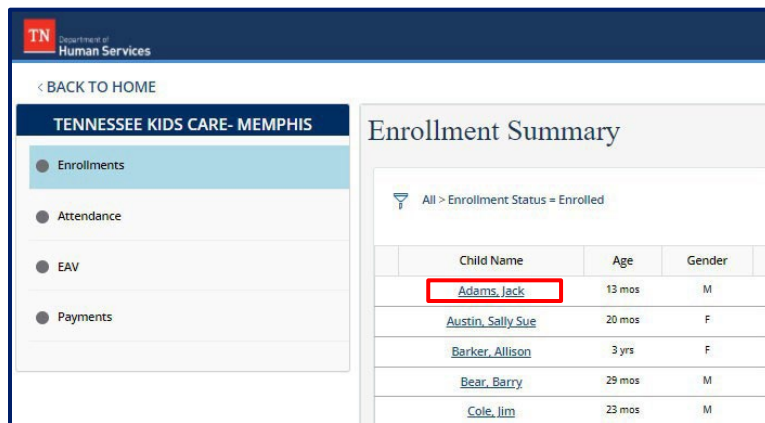 TN Department of
Human Services
< BACK TO HOME
TENNESSEE KIDS CARE- MEMPHIS
Enrollments
Attendance
EAV
Payments
Enrollment Summary
All > Enrollment Status = Enrolled
Child Name Age Gender
Adams, Jack 13 mos M
Austin, Sally Sue 20 mos F
Barker, Allison 3 yrs F
Bear, Barry 29 mos M
Cole, Jim 23 mos M